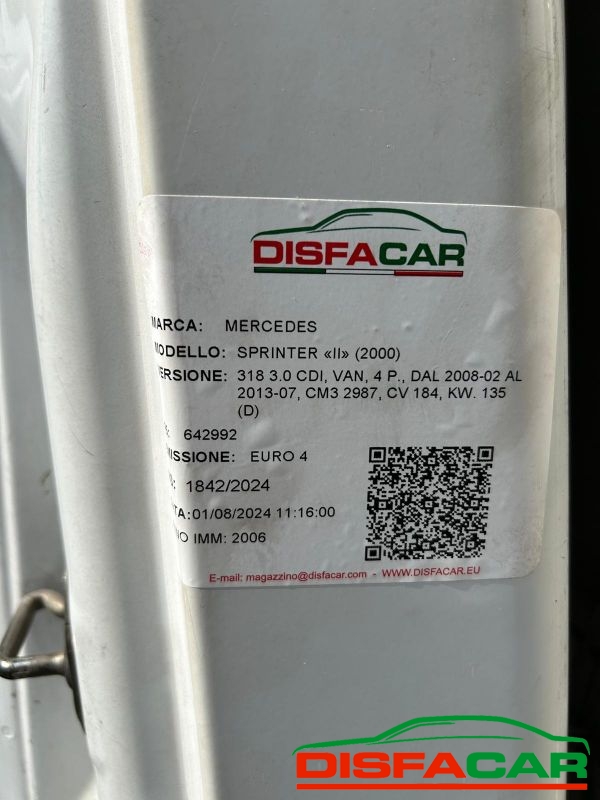 DISFACAR
MARCA: MERCEDES
MODELLO: SPRINTER «II» (2000)
ERSIONE: 318 3.0 CDI, VAN, 4 P., DAL 2008-02 AL
2013-07, CM3 2987, CV 184, KW. 135
(D)
642992
ISSIONE: EURO 4
1842/2024
TA:01/08/2024 11:16:00
O IMM: 2006
E-mail: magazzino@disfacar.com - WWW.DISFACAR.EU
DISFACAR